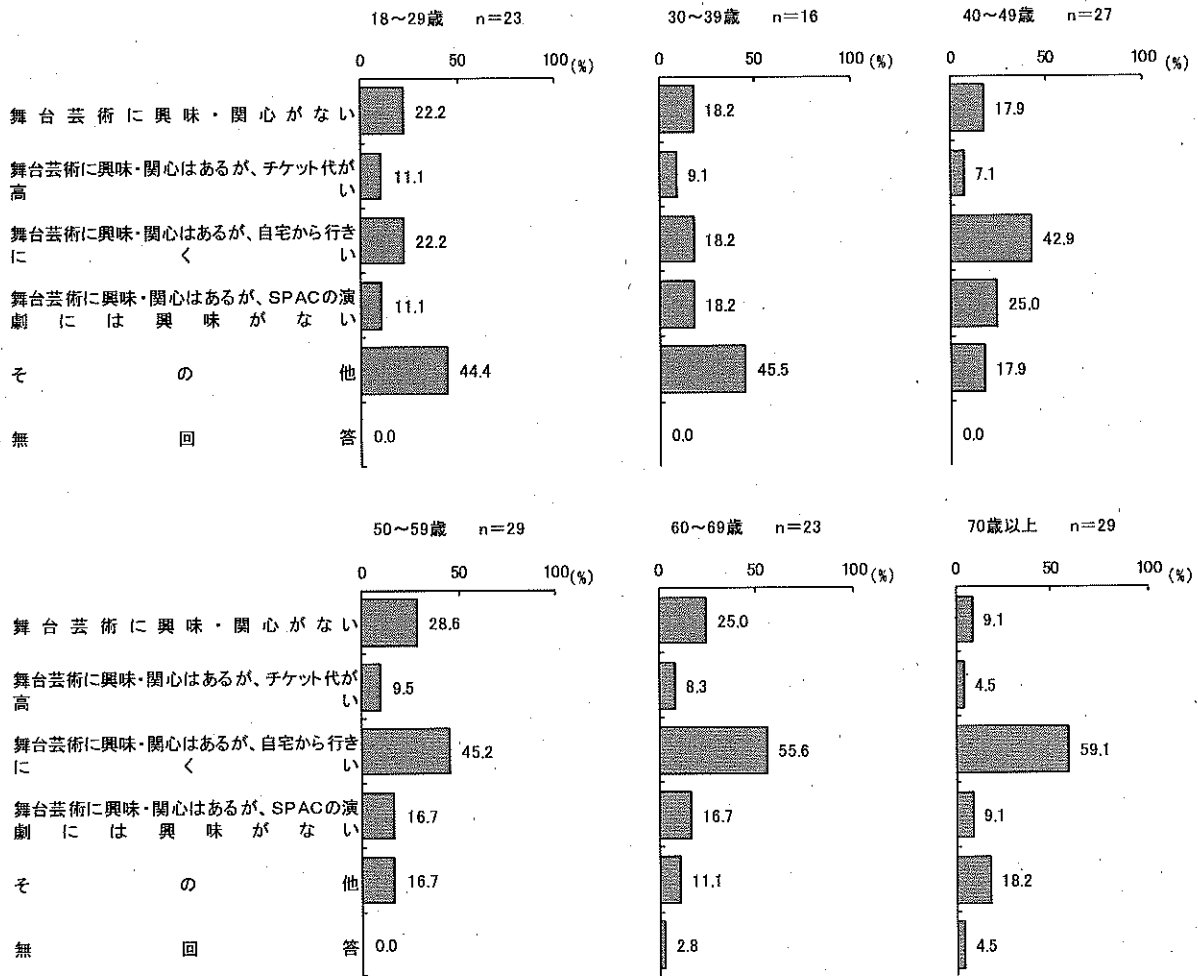 18～29歳 n＝23
30～39歳 n＝16
40～49歳 n＝27
0 50 100(%)
0 50 100(%)
0 50 100(%)
舞台芸術に興味・関心がない 22.2 18.2 17.9
舞台芸術に興味・関心はあるが、チケット代が
高い 11.1 9.1 7.1
舞台芸術に興味・関心はあるが、自宅から行き
にくい 22.2 18.2 42.9
舞台芸術に興味・関心はあるが、SPACの演
劇には興味がない 11.1 18.2 25.0
その他 44.4 45.5 17.9
無回答 0.0 0.0 0.0
50～59歳 n＝29
60～69歳 n＝23
70歳以上 n＝29
0 50 100(%)
0 50 100(%)
0 50 100(%)
舞台芸術に興味・関心がない 28.6 25.0 9.1
舞台芸術に興味・関心はあるが、チケット代が
高い 9.5 8.3 4.5
舞台芸術に興味・関心はあるが、自宅から行き
にくい 45.2 55.6 59.1
舞台芸術に興味・関心はあるが、SPACの演
劇には興味がない 16.7 16.7 9.1
その他 16.7 11.1 18.2
無回答 0.0 2.8 4.5